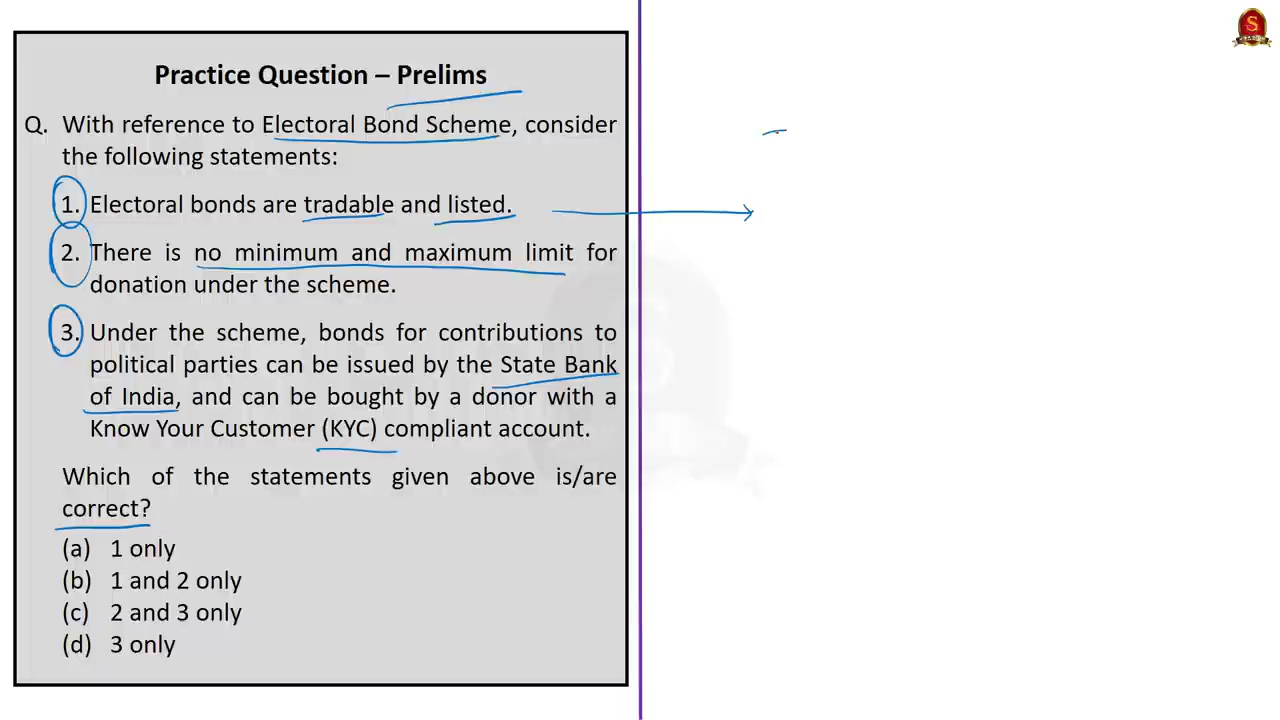 Practice Question – Prelims
Q. With reference to Electoral Bond Scheme, consider
the following statements:
1. Electoral bonds are tradable and listed.
2. There is no minimum and maximum limit for
donation under the scheme.
3. Under the scheme, bonds for contributions to
political parties can be issued by the State Bank
of India, and can be bought by a donor with a
Know Your Customer (KYC) compliant account.
Which of the statements given above is/are
correct?
(a) 1 only
(b) 1 and 2 only
(c) 2 and 3 only
(d) 3 only
S